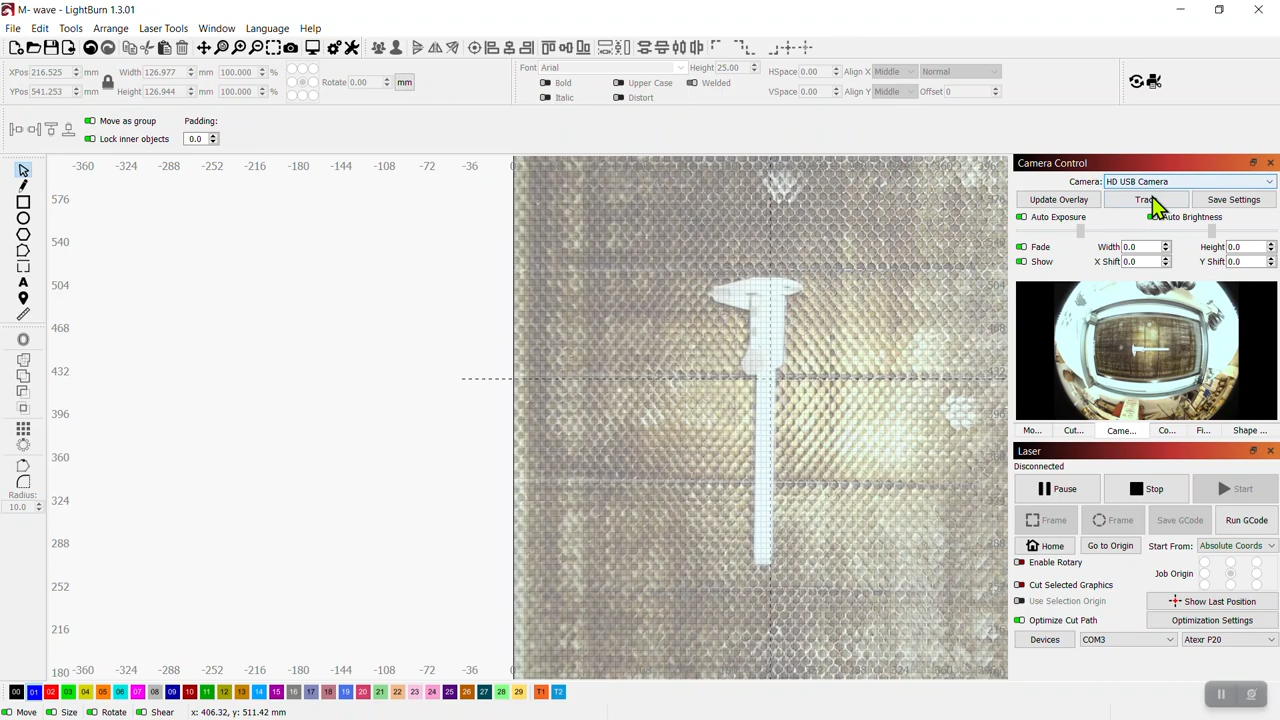 M- wave - LightBurn 1.3.01
File Edit Tools Arrange Laser Tools Window Language Help
XPos 216.525 mm Width 126.977 mm 100.000 % Rotate 0.00 mm Font Arial Height 25.00 HSpace 0.00 Align X Middle Normal
YPos 541.253 mm Height 126.944 mm 100.000 % Bold Upper Case Welded VSpace 0.00 Align Y Middle Offset 0
Italic Distort
Move as group Padding:
Lock inner objects 0.0
-360 -324 -288 -252 -216 -180 -144 -108 -72 -36
576
540
504
468
432
396
360
324
288
252
216
180
-360 -324 -288 -252 -216 -180 -144 -108 -72 -36
Radius:
10.0
Camera Control
Camera: HD USB Camera
Update Overlay Save Settings
Auto Exposure Auto Brightness
Fade Width 0.0 Height 0.0
Show X Shift 0.0 Y Shift 0.0
Mo... Cut... Came... Co... Fi... Shape ...
Laser
Disconnected
Pause Stop Start
Frame Frame Save GCode Run GCode
Home Go to Origin Start From: Absolute Coords
Enable Rotary
Job Origin
Cut Selected Graphics
Use Selection Origin Show Last Position
Optimize Cut Path Optimization Settings
Devices COM3 Atexr P20
00 01 02 03 04 05 06 07 08 09 10 11 12 13 14 15 16 17 18 19 20 21 22 23 24 25 26 27 28 29 T1 T2
Move Size Rotate Shear x: 406.32, y: 511.42 mm